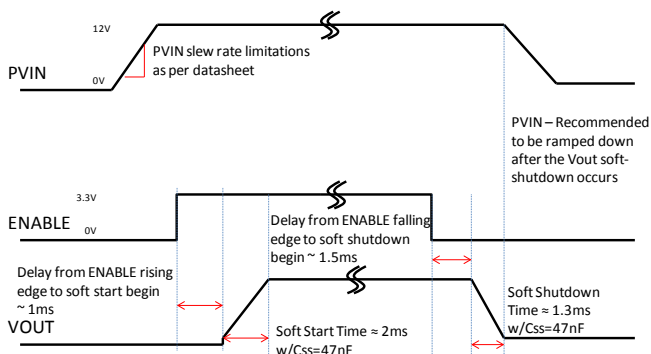 12V
PVIN
0V
PVIN slew rate limitations
as per datasheet
PVIN – Recommended
to be ramped down
after the Vout soft-
shutdown occurs
3.3V
ENABLE
0V
Delay from ENABLE falling
edge to soft shutdown
begin ~ 1.5ms
Delay from ENABLE rising
edge to soft start begin
~ 1ms
VOUT
Soft Start Time ≈ 2ms
w/Css=47nF
Soft Shutdown
Time ≈ 1.3ms
w/Css=47nF